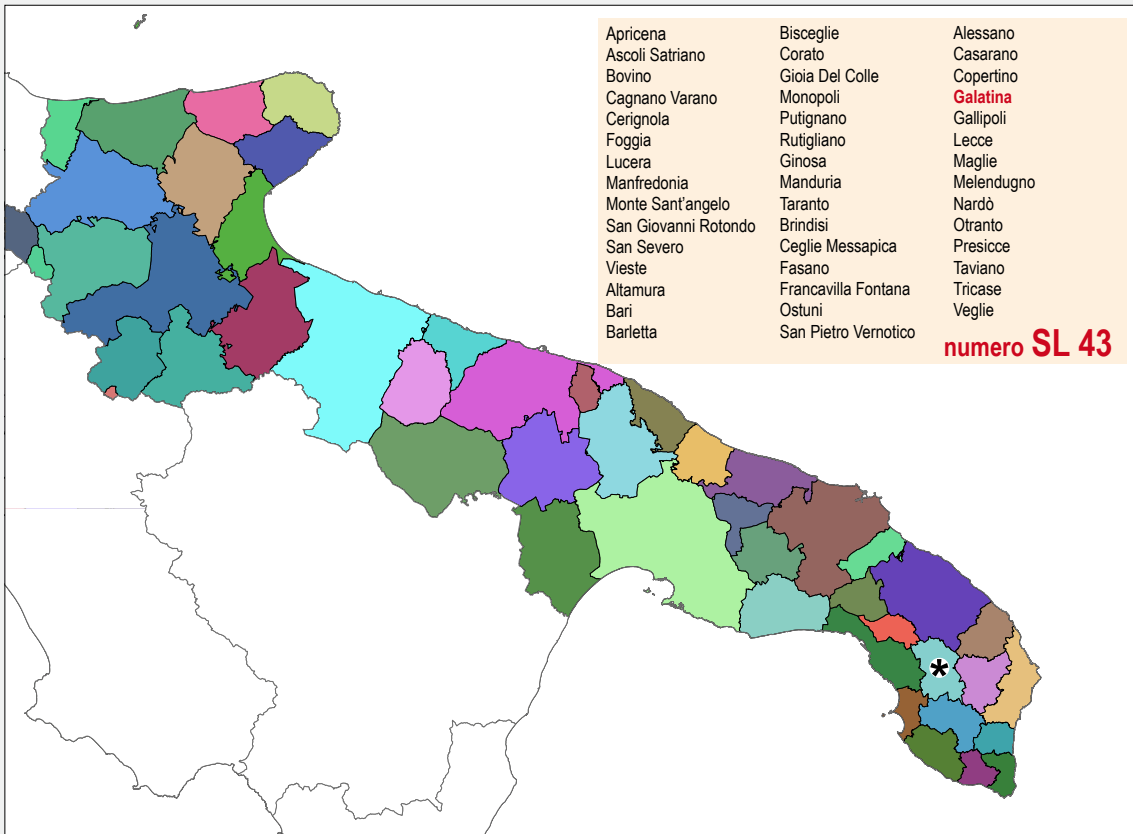 Apricena
Ascoli Satriano
Bovino
Cagnano Varano
Cerignola
Foggia
Lucera
Manfredonia
Monte Sant'angelo
San Giovanni Rotondo
San Severo
Vieste
Altamura
Bari
Barletta
Bisceglie
Corato
Gioia Del Colle
Monopoli
Putignano
Rutigliano
Ginosa
Manduria
Taranto
Brindisi
Ceglie Messapica
Fasano
Francavilla Fontana
Ostuni
San Pietro Vernotico
Alessano
Casarano
Copertino
Galatina
Gallipoli
Lecce
Maglie
Melendugno
Nardò
Otranto
Presicce
Taviano
Tricase
Veglie
numero SL 43
*